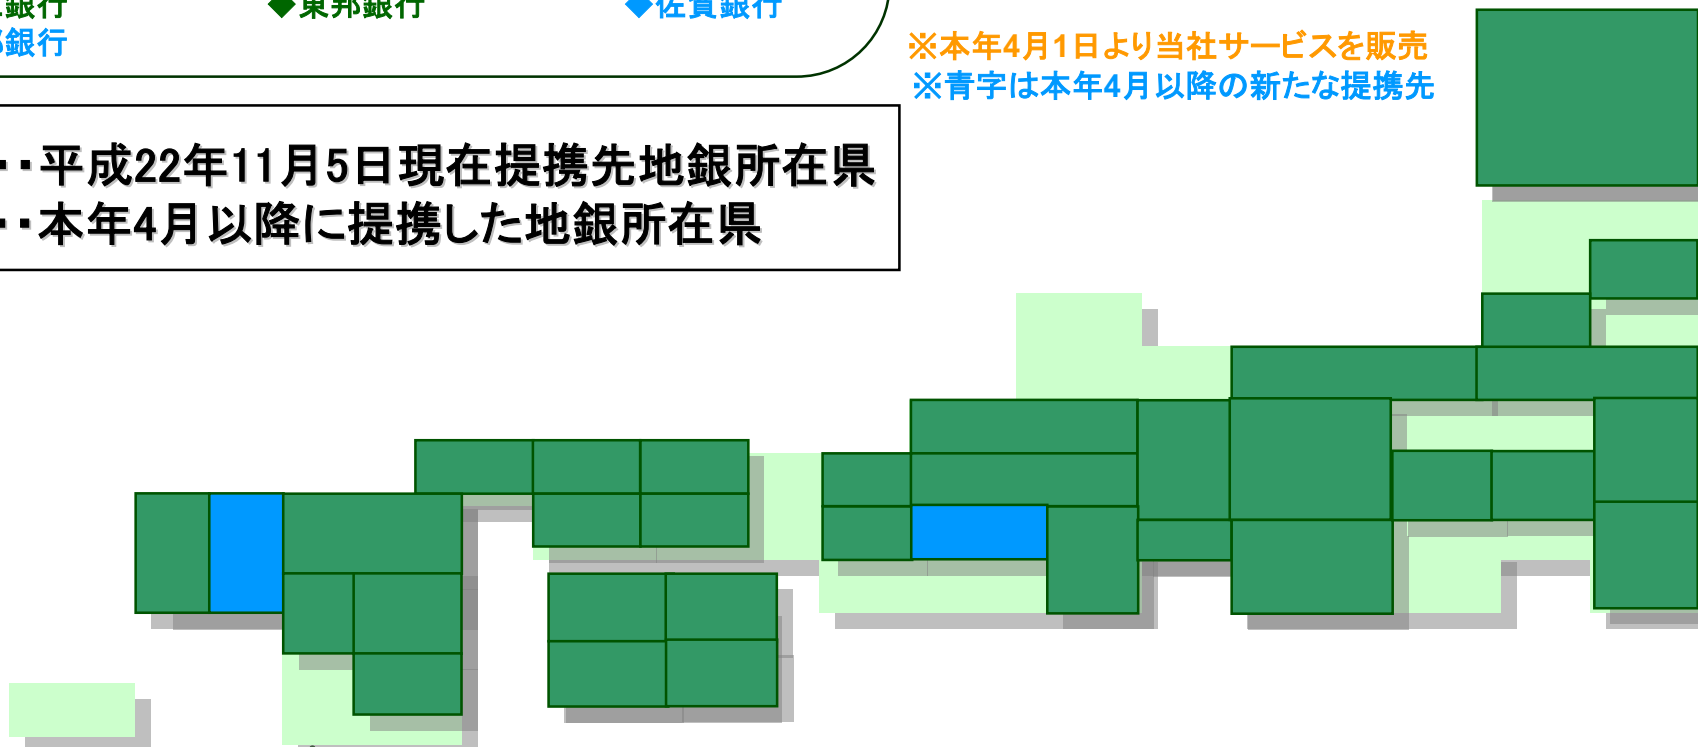 銀行 ◆東邦銀行 ◆佐賀銀行
銀行
※本年4月1日より当社サービスを販売
※青字は本年4月以降の新たな提携先
・・平成22年11月5日現在提携先地銀所在県
・・本年4月以降に提携した地銀所在県